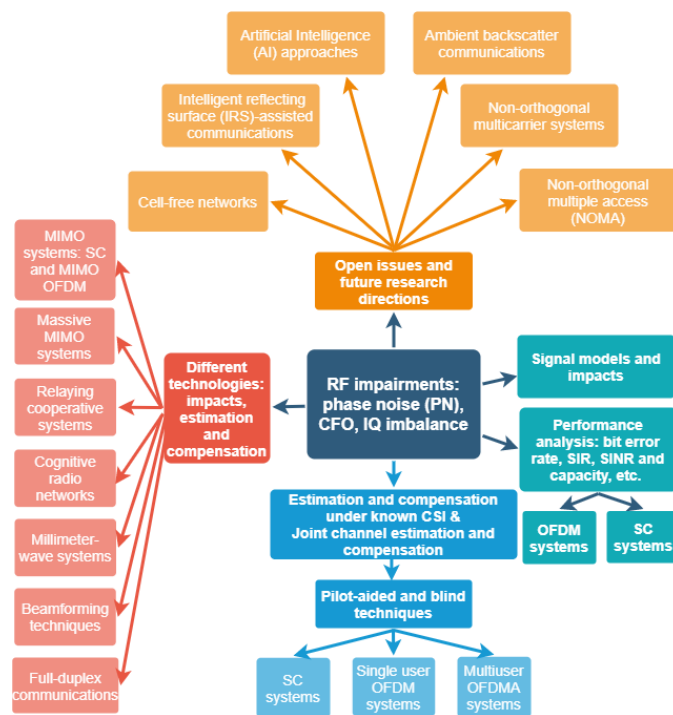 Artificial Intelligence
(AI) approaches
Ambient backscatter
communications
Intelligent reflecting
surface (IRS)-assisted
communications
Non-orthogonal
multicarrier systems
Cell-free networks
Non-orthogonal
multiple access
(NOMA)
Open issues and
future research
directions
MIMO
systems: SC
and MIMO
OFDM
Massive
MIMO
systems
Relaying
cooperative
systems
Cognitive
radio
networks
Millimeter-
wave systems
Beamforming
techniques
Full-duplex
communications
Different
technologies:
impacts,
estimation
and
compensation
RF impairments:
phase noise (PN),
CFO, IQ imbalance
Signal models and
impacts
Performance
analysis: bit error
rate, SIR, SINR and
capacity, etc.
OFDM
systems
SC
systems
Estimation and compensation
under known CSI &
Joint channel estimation and
compensation
Pilot-aided and blind
techniques
SC
systems
Single user
OFDM systems
Multiuser
OFDMA systems